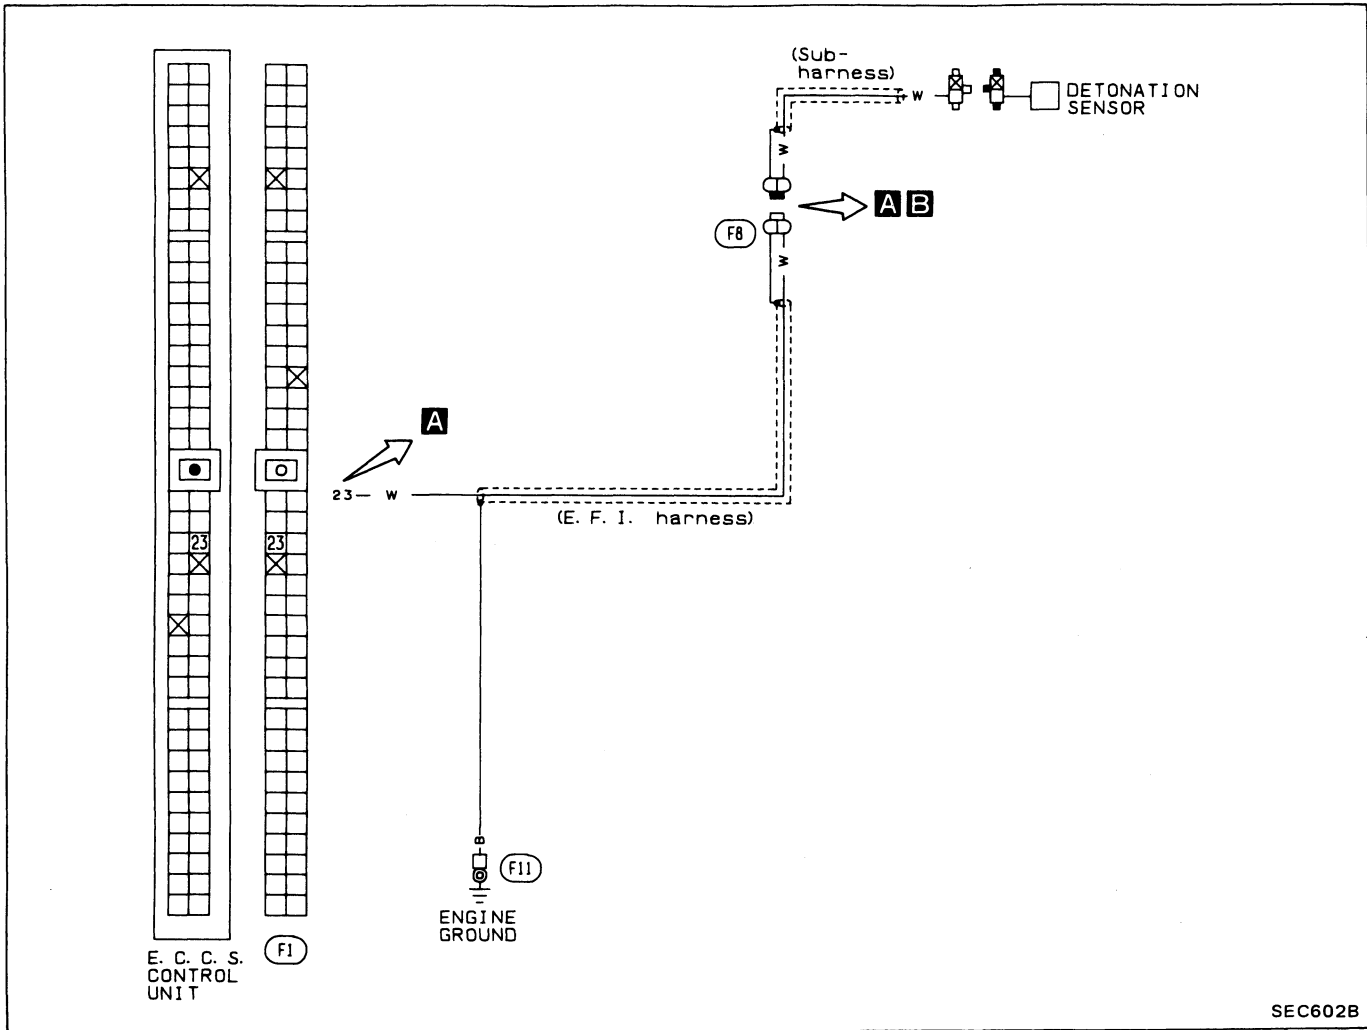 (Sub-
harness)
W
DETONATION
SENSOR
W
A B
F8
W
A
23— W
(E. F. I. harness)
23
23
B
F11
ENGINE
GROUND
E. C. C. S.
CONTROL
UNIT
F1
SEC602B